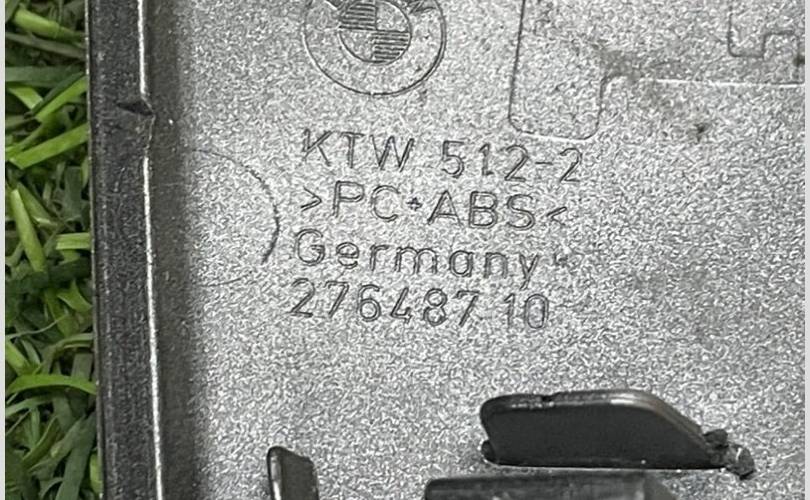 KTW 512-2
>PC+ABS<
Germany
276487 10